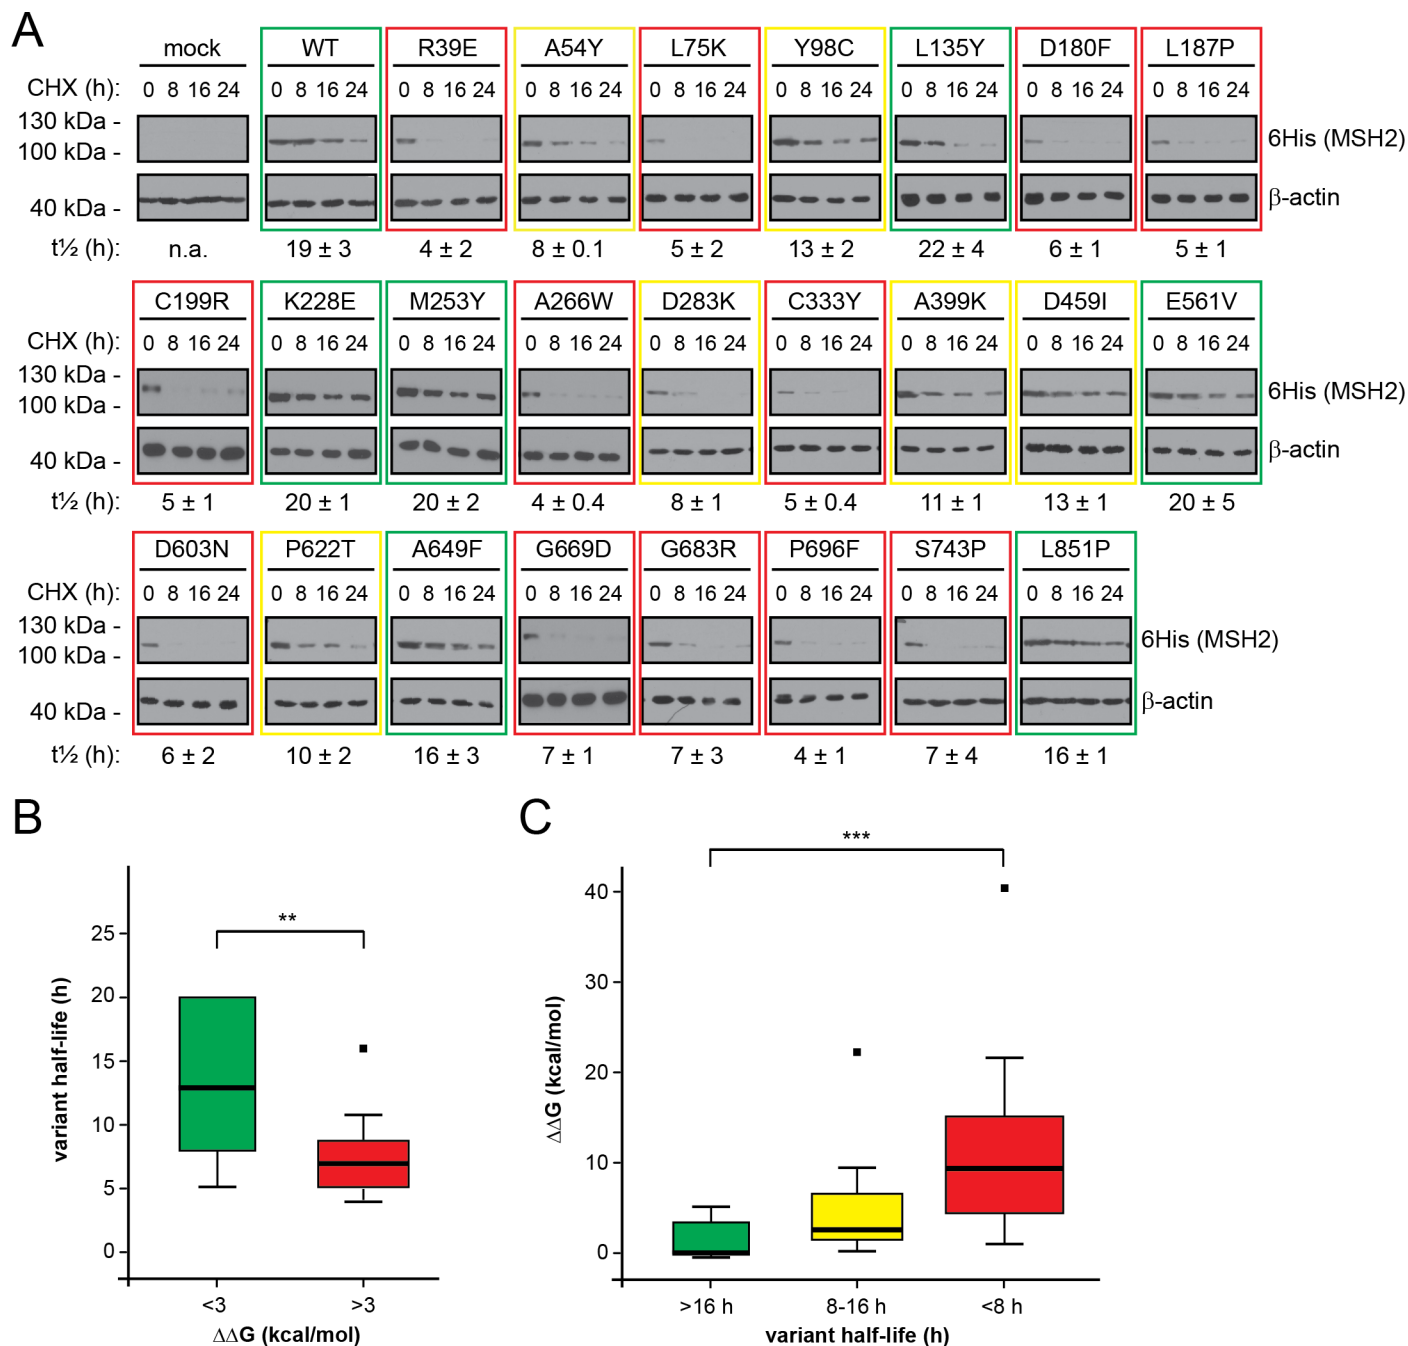 A
mock WT R39E A54Y L75K Y98C L135Y D180F L187P
CHX (h): 0 8 16 24 0 8 16 24 0 8 16 24 0 8 16 24 0 8 16 24 0 8 16 24 0 8 16 24 0 8 16 24 0 8 16 24
130 kDa -
100 kDa -
6His (MSH2)
40 kDa -
β-actin
t½ (h): n.a. 19 ± 3 4 ± 2 8 ± 0.1 5 ± 2 13 ± 2 22 ± 4 6 ± 1 5 ± 1
C199R K228E M253Y A266W D283K C333Y A399K D459I E561V
CHX (h): 0 8 16 24 0 8 16 24 0 8 16 24 0 8 16 24 0 8 16 24 0 8 16 24 0 8 16 24 0 8 16 24 0 8 16 24
130 kDa -
100 kDa -
6His (MSH2)
40 kDa -
β-actin
t½ (h): 5 ± 1 20 ± 1 20 ± 2 4 ± 0.4 8 ± 1 5 ± 0.4 11 ± 1 13 ± 1 20 ± 5
D603N P622T A649F G669D G683R P696F S743P L851P
CHX (h): 0 8 16 24 0 8 16 24 0 8 16 24 0 8 16 24 0 8 16 24 0 8 16 24 0 8 16 24 0 8 16 24
130 kDa -
100 kDa -
6His (MSH2)
40 kDa -
β-actin
t½ (h): 6 ± 2 10 ± 2 16 ± 3 7 ± 1 7 ± 3 4 ± 1 7 ± 4 16 ± 1
B
**
25
20
15
10
5
0
variant half-life (h)
<3 >3
ΔΔG (kcal/mol)
C
***
40
30
20
10
0
ΔΔG (kcal/mol)
>16 h 8-16 h <8 h
variant half-life (h)